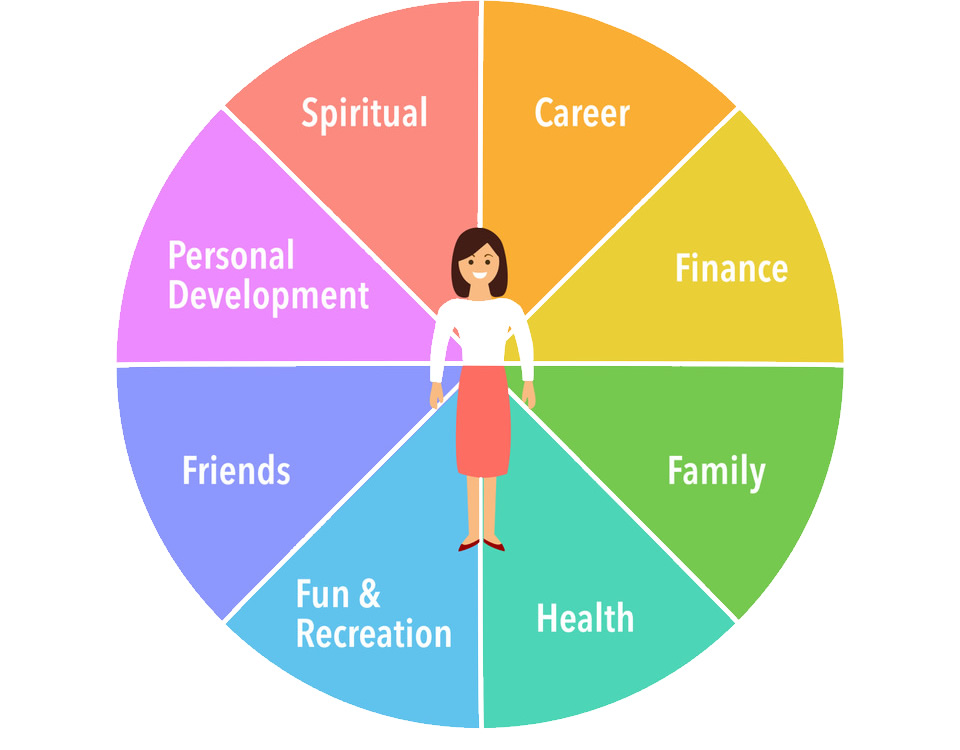 Spiritual
Career
Personal
Development
Finance
Friends
Family
Fun &
Recreation
Health